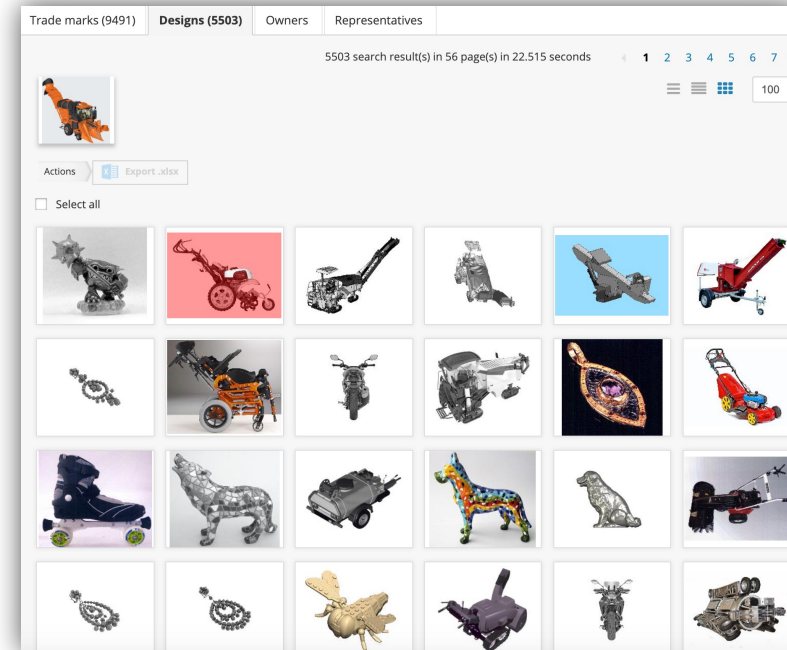 Trade marks (9491) Designs (5503) Owners Representatives
5503 search result(s) in 56 page(s) in 22.515 seconds 1 2 3 4 5 6 7
100
Actions Export .xlsx
Select all